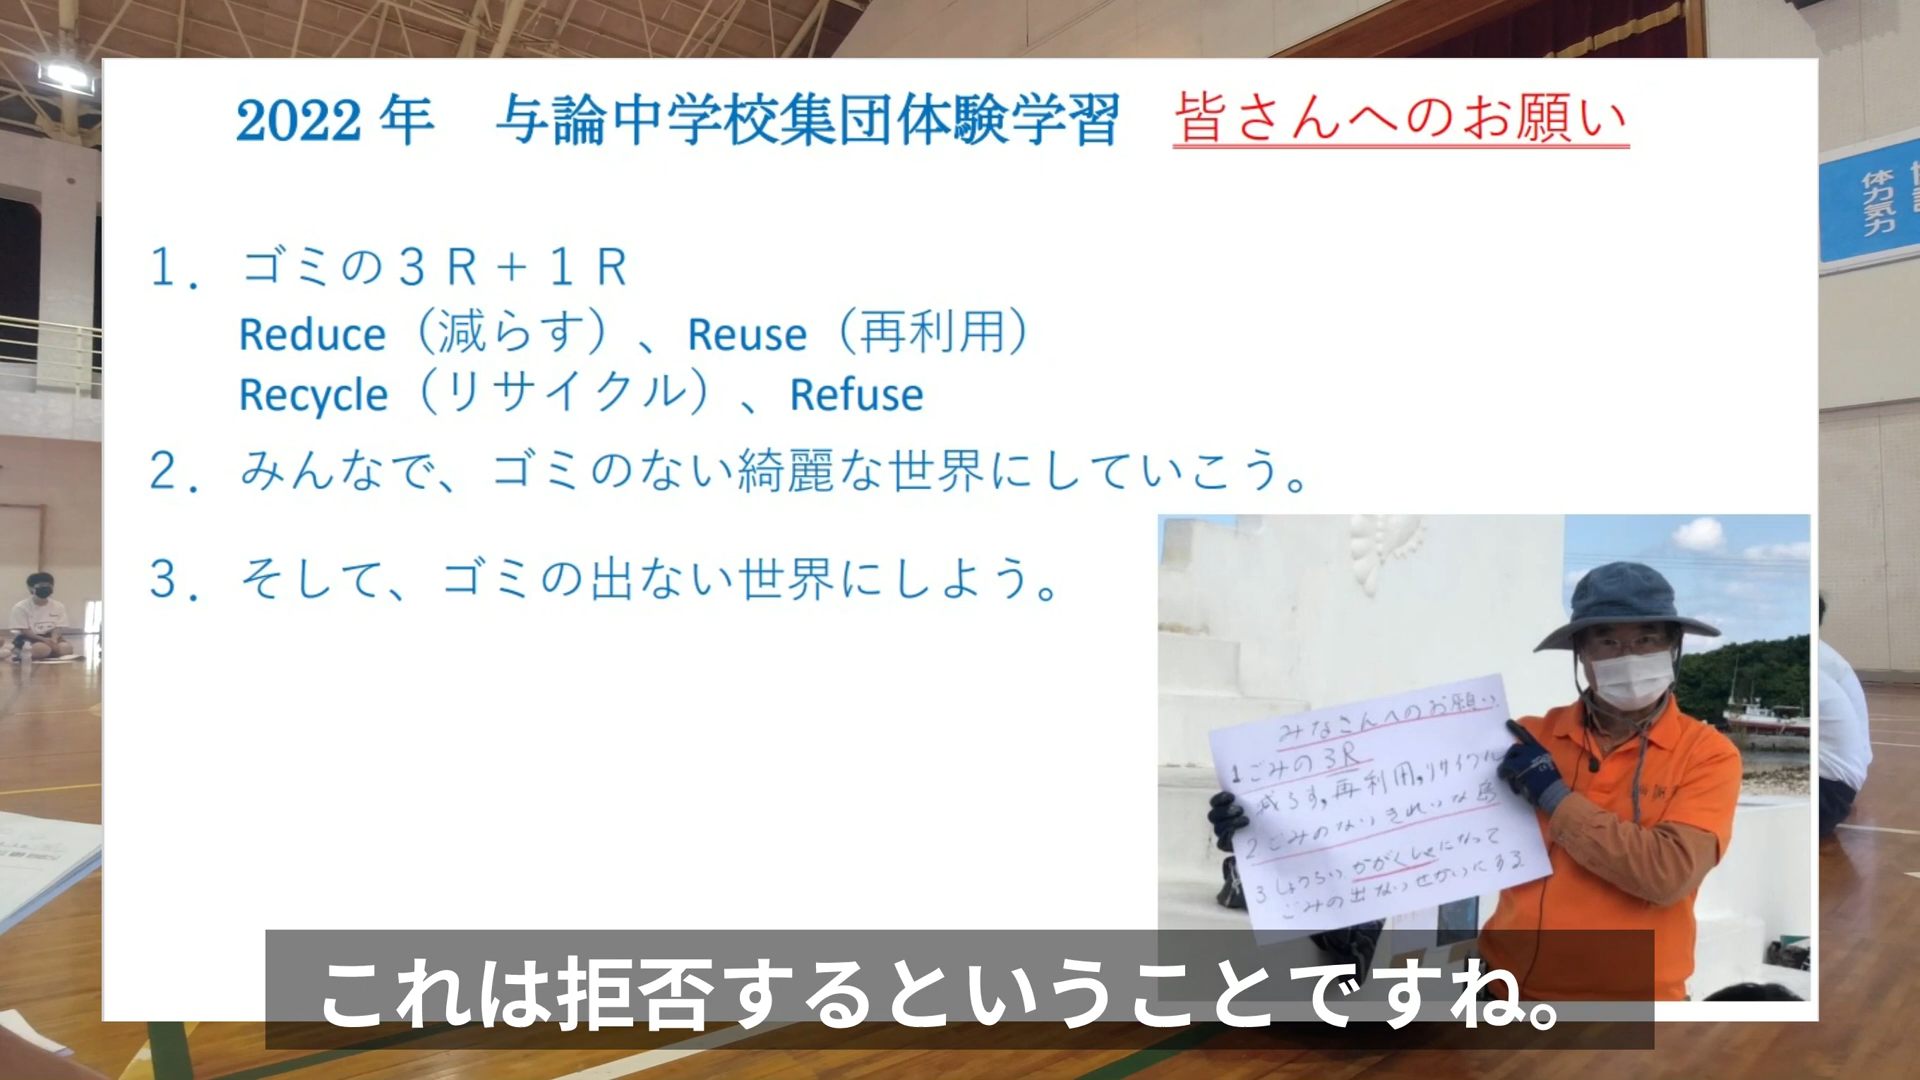 2022 年　与論中学校集団体験学習　皆さんへのお願い
1．ゴミの３Ｒ＋１Ｒ
Reduce（減らす）、Reuse（再利用）
Recycle（リサイクル）、Refuse
2．みんなで、ゴミのない綺麗な世界にしていこう。
3．そして、ゴミの出ない世界にしよう。
みなさんへのお願い
1 ごみの3R
減らす,再利用,リサイクル
2 ごみのないきれいな島
3 しょうらい かがくしゃになって
ごみの出ないせかいにする
体力気力
これは拒否するということですね。